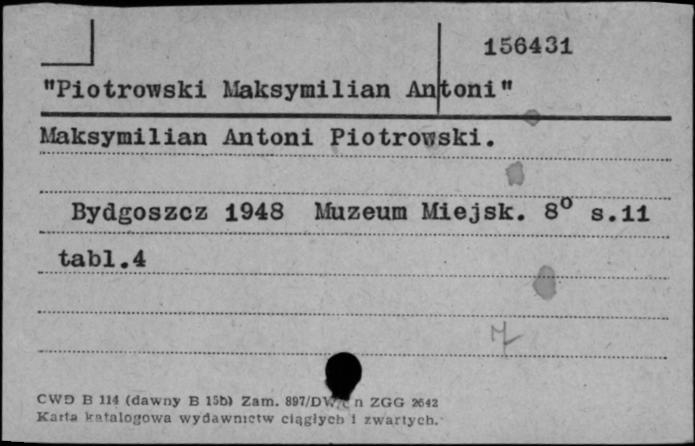 156431
"Piotrowski Maksymilian Antoni"
Maksymilian Antoni Piotrowski.
Bydgoszcz 1948 Muzeum Miejsk. 8° s.11
tabl.4
CWD B 114 (dawny B 15b) Zam. 897/DW/ n ZGG 2642
Karta katalogowa wydawnictw ciągłych i zwartych.